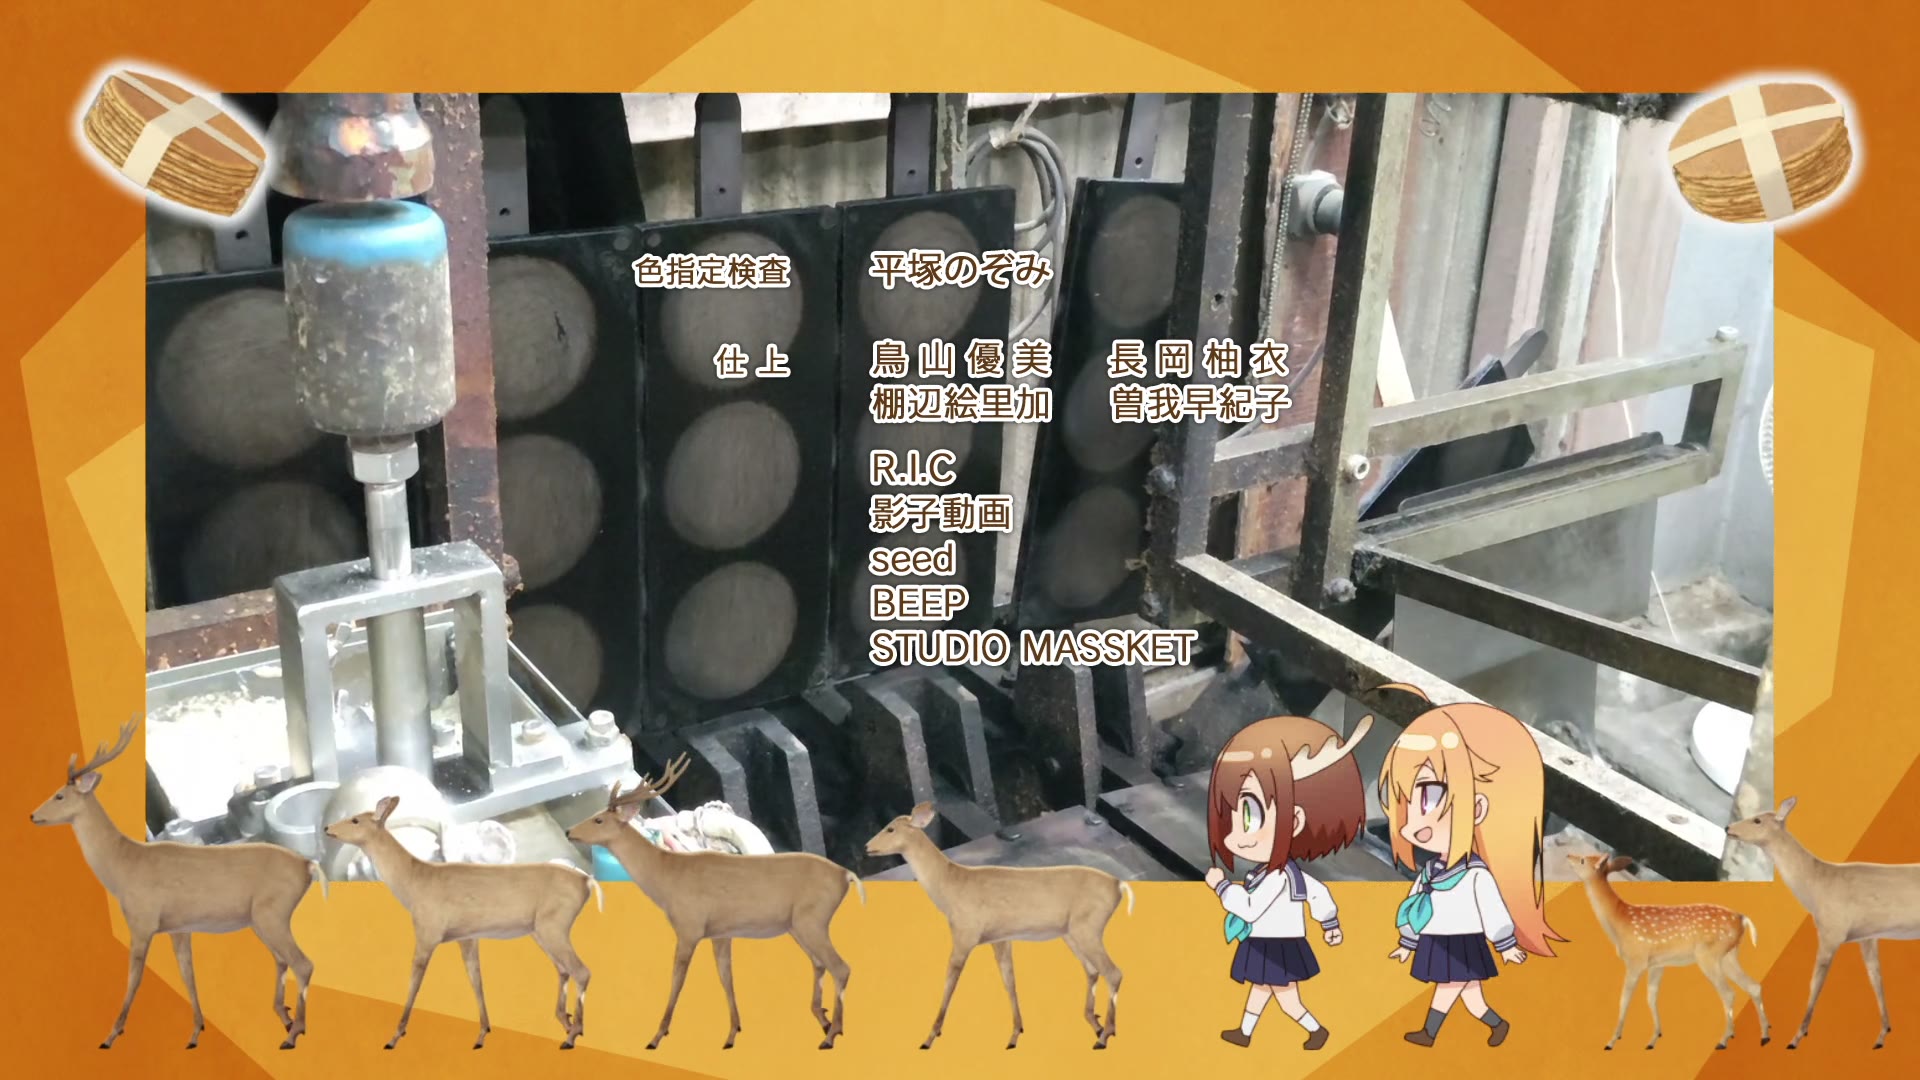 色指定検査 平塚のぞみ
仕上 鳥山優美 長岡柚衣
棚辺絵里加 曽我早紀子
R.I.C
影子動画
seed
BEEP
STUDIO MASSKET